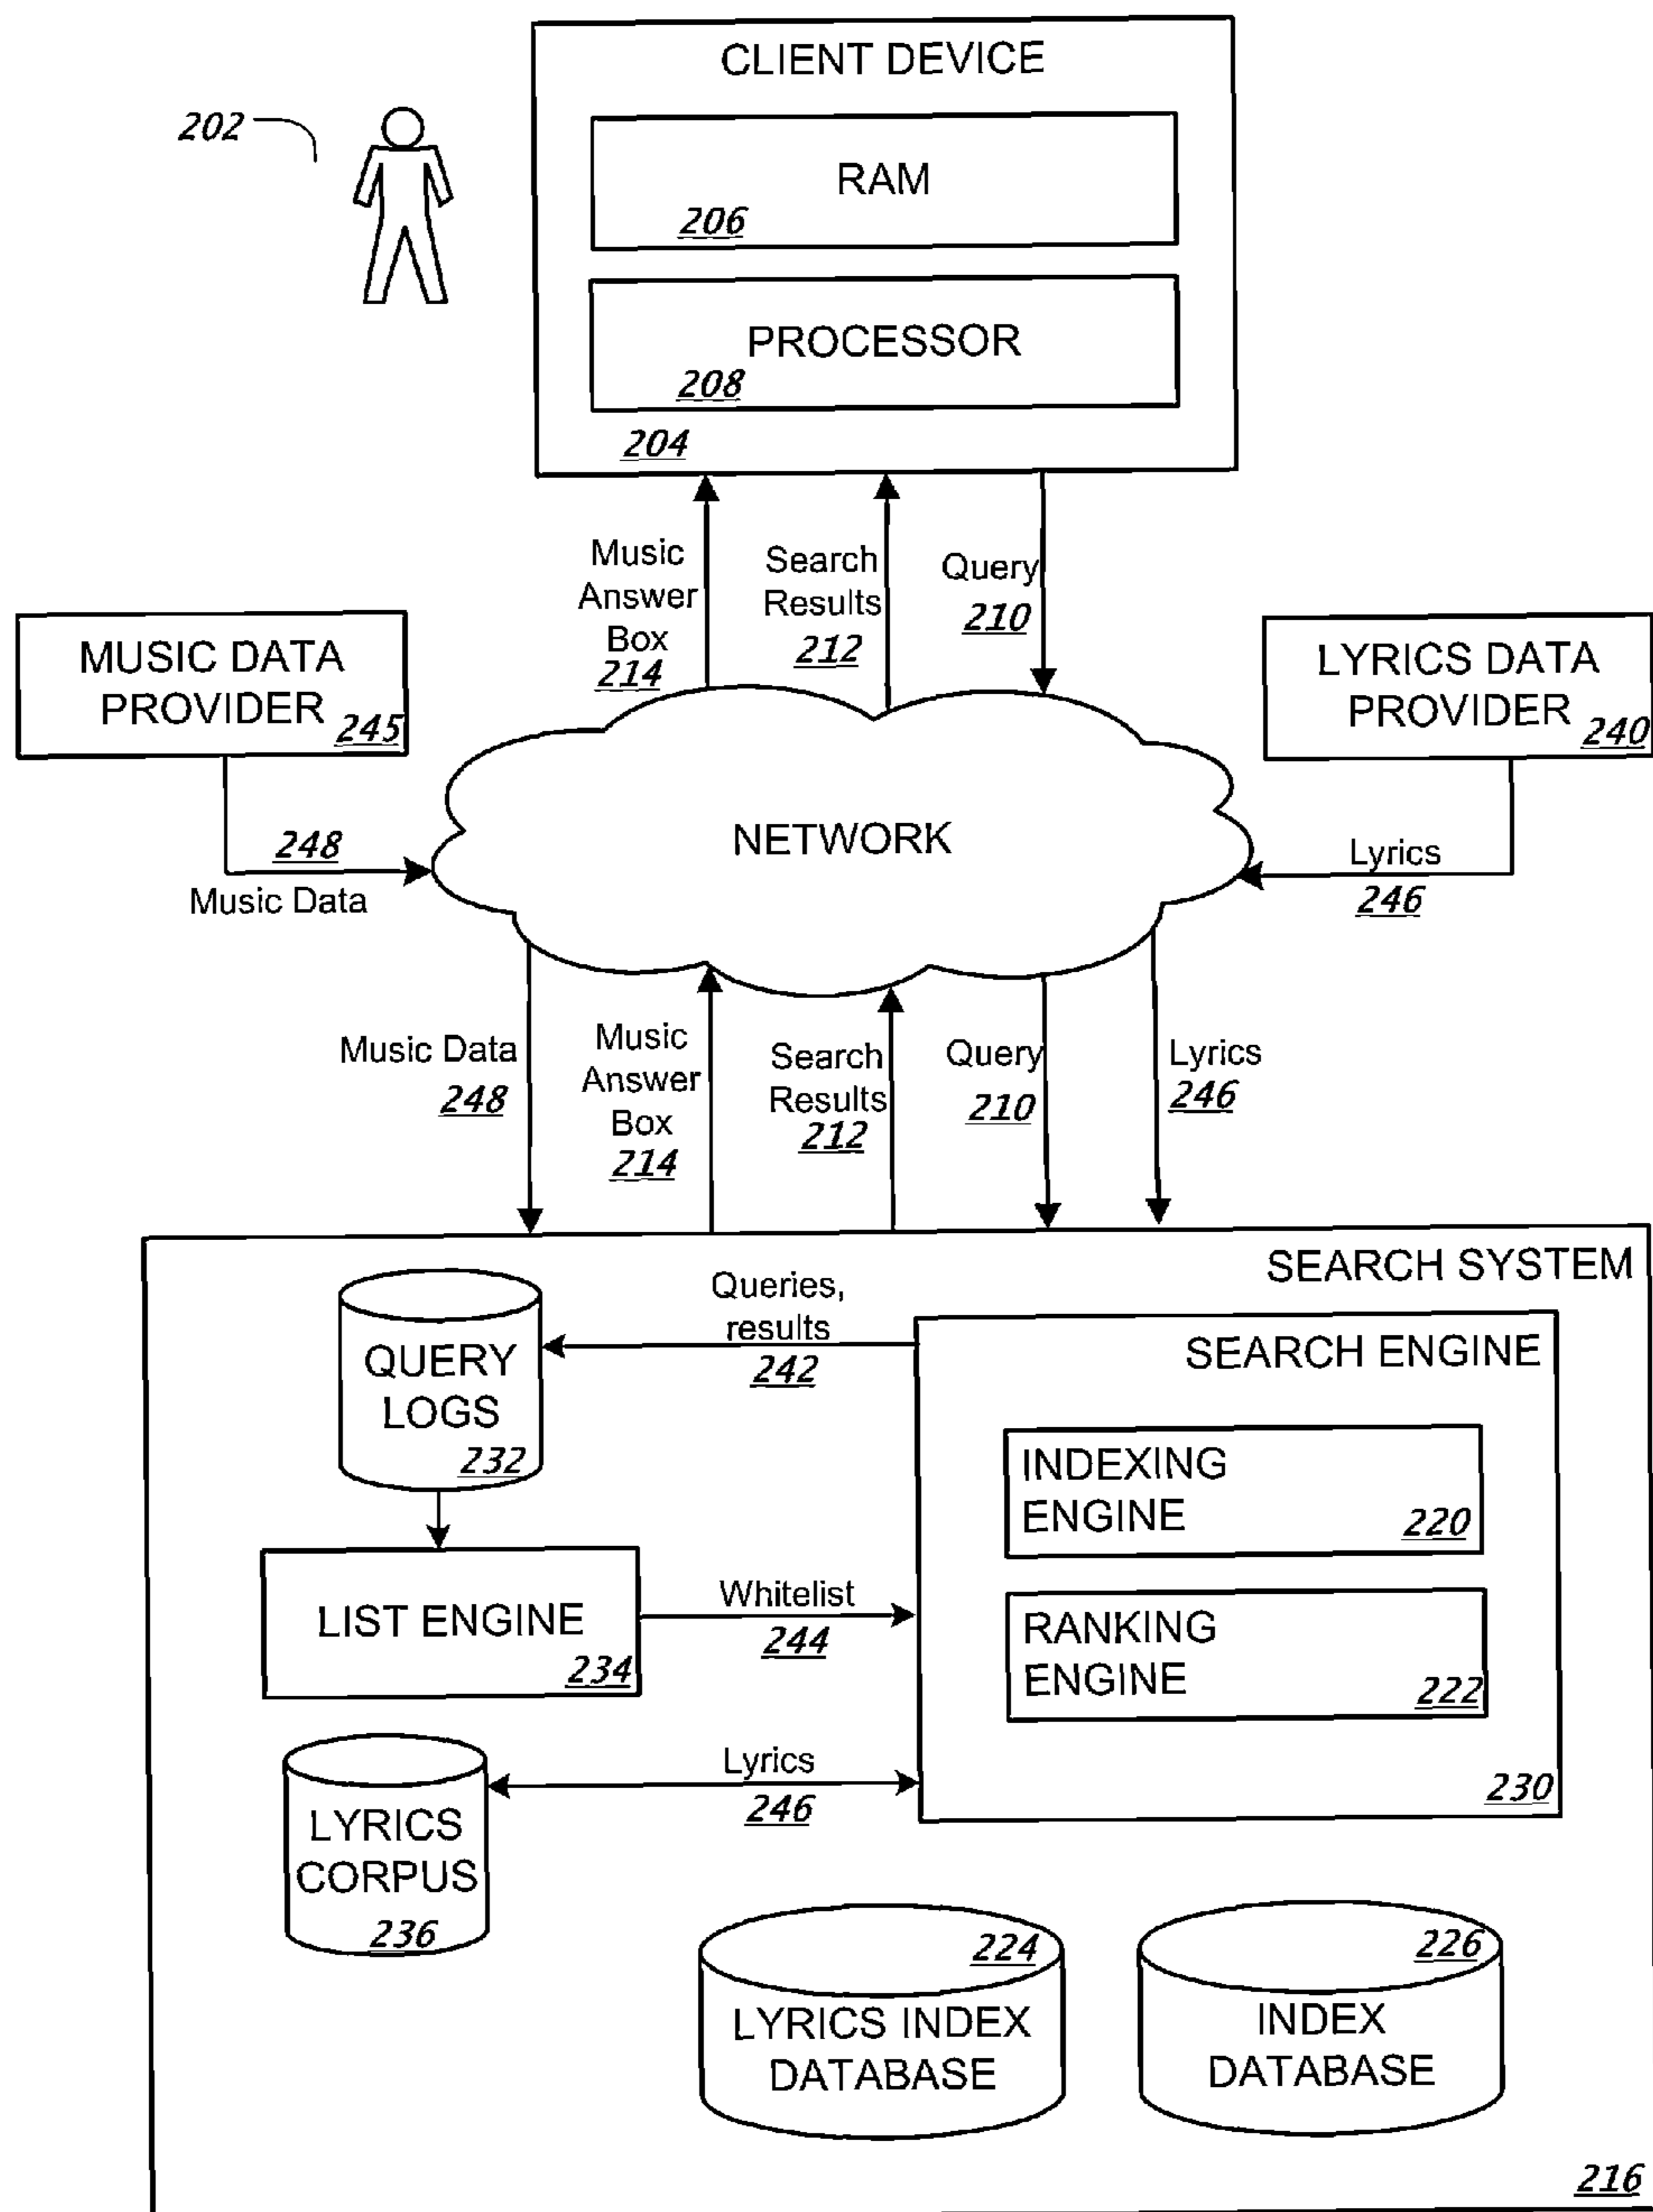 CLIENT DEVICE
202
RAM
206
PROCESSOR
208
204
Music
Answer
Box
214
Search
Results
212
Query
210
MUSIC DATA
PROVIDER
245
LYRICS DATA
PROVIDER
240
NETWORK
248
Music Data
Lyrics
246
Music Data
248
Music
Answer
Box
214
Search
Results
212
Query
210
Lyrics
246
SEARCH SYSTEM
Queries,
results
242
QUERY
LOGS
232
SEARCH ENGINE
INDEXING
ENGINE
220
LIST ENGINE
234
Whitelist
244
RANKING
ENGINE
222
Lyrics
246
230
LYRICS
CORPUS
236
224
LYRICS INDEX
DATABASE
226
INDEX
DATABASE
216